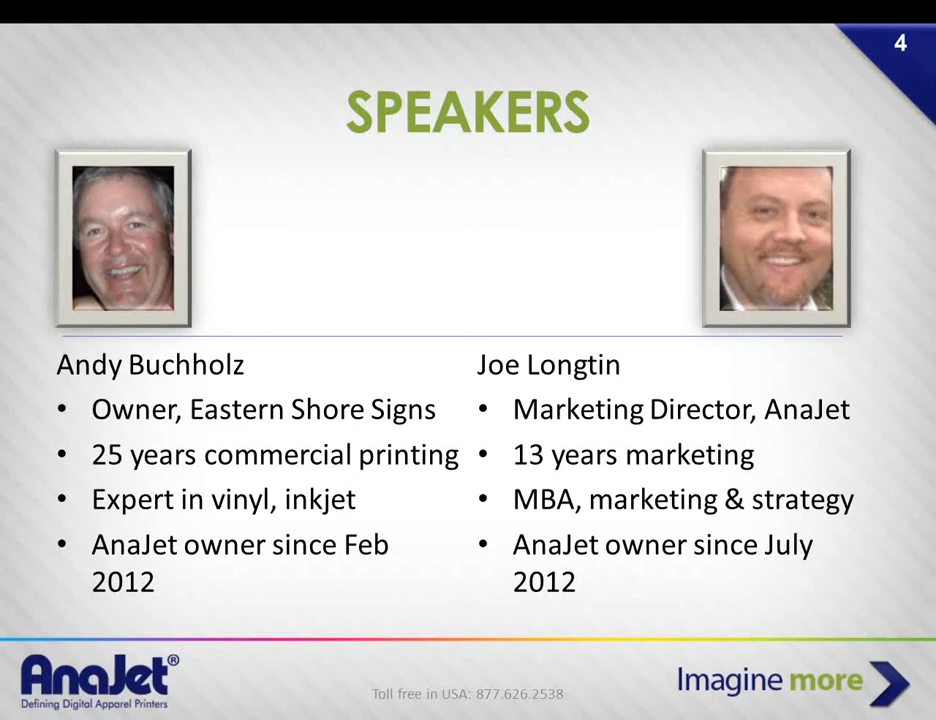 4
SPEAKERS
Andy Buchholz
• Owner, Eastern Shore Signs
• 25 years commercial printing
• Expert in vinyl, inkjet
• AnaJet owner since Feb
2012
Joe Longtin
• Marketing Director, AnaJet
• 13 years marketing
• MBA, marketing & strategy
• AnaJet owner since July
2012
AnaJet®
Defining Digital Apparel Printers
Toll free in USA: 877.626.2538
Imagine more